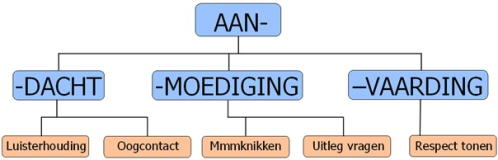 AAN-
-DACHT
-MOEDIGING
–VAARDING
Luisterhouding
Oogcontact
Mmmknikken
Uitleg vragen
Respect tonen